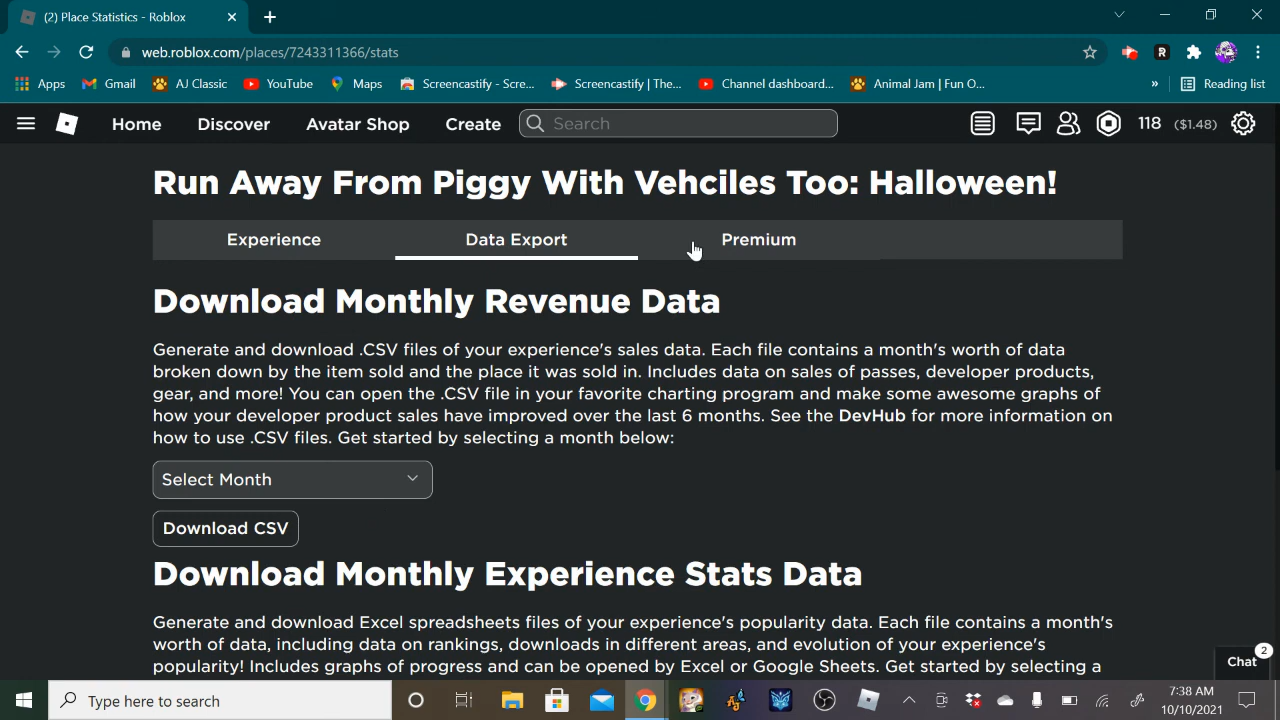 (2) Place Statistics - Roblox
web.roblox.com/places/7243311366/stats
Apps Gmail AJ Classic YouTube Maps Screencastify - Scre... Screencastify | The... Channel dashboard... Animal Jam | Fun O... » Reading list
Home Discover Avatar Shop Create Search 118 ($1.48)
Run Away From Piggy With Vehciles Too: Halloween!
Experience Data Export Premium
Download Monthly Revenue Data
Generate and download .CSV files of your experience's sales data. Each file contains a month's worth of data
broken down by the item sold and the place it was sold in. Includes data on sales of passes, developer products,
gear, and more! You can open the .CSV file in your favorite charting program and make some awesome graphs of
how your developer product sales have improved over the last 6 months. See the DevHub for more information on
how to use .CSV files. Get started by selecting a month below:
Select Month
Download CSV
Download Monthly Experience Stats Data
Generate and download Excel spreadsheets files of your experience's popularity data. Each file contains a month's
worth of data, including data on rankings, downloads in different areas, and evolution of your experience's
popularity! Includes graphs of progress and can be opened by Excel or Google Sheets. Get started by selecting a
Chat 2
Type here to search
7:38 AM
10/10/2021